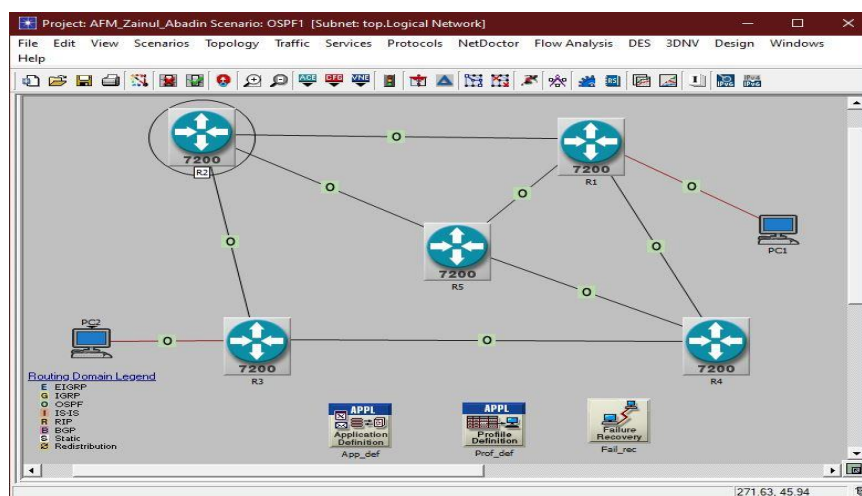 Project: AFM_Zainul_Abadin Scenario: OSPF1 [Subnet: top.Logical Network]
File Edit View Scenarios Topology Traffic Services Protocols NetDoctor Flow Analysis DES 3DNV Design Windows
Help
ACE CFG VNE
7200
R2
O
7200
R1
O
O
O
PC1
O
O
7200
R5
O
PC2
O
7200
R3
O
7200
R4
Routing Domain Legend
E EIGRP
G IGRP
O OSPF
I IS-IS
R RIP
B BGP
S Static
Redistribution
APPL
Application
Definition
App_def
APPL
Profile
Definition
Prof_def
Failure
Recovery
Fail_rec
271.63, 45.94